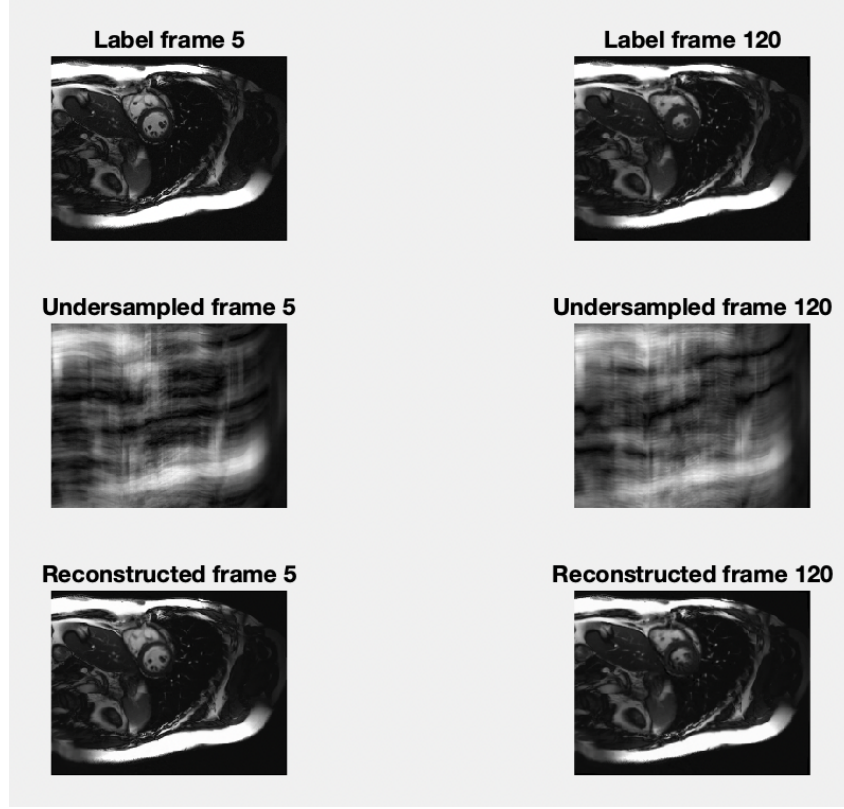 Label frame 5
Label frame 120
Undersampled frame 5
Undersampled frame 120
Reconstructed frame 5
Reconstructed frame 120